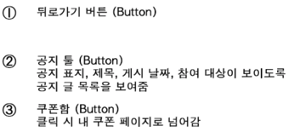 ① 뒤로가기 버튼 (Button)
② 공지 툴 (Button)
공지 표지, 제목, 게시 날짜, 참여 대상이 보이도록
공지 글 목록을 보여줌
③ 쿠폰함 (Button)
클릭 시 내 쿠폰 페이지로 넘어감